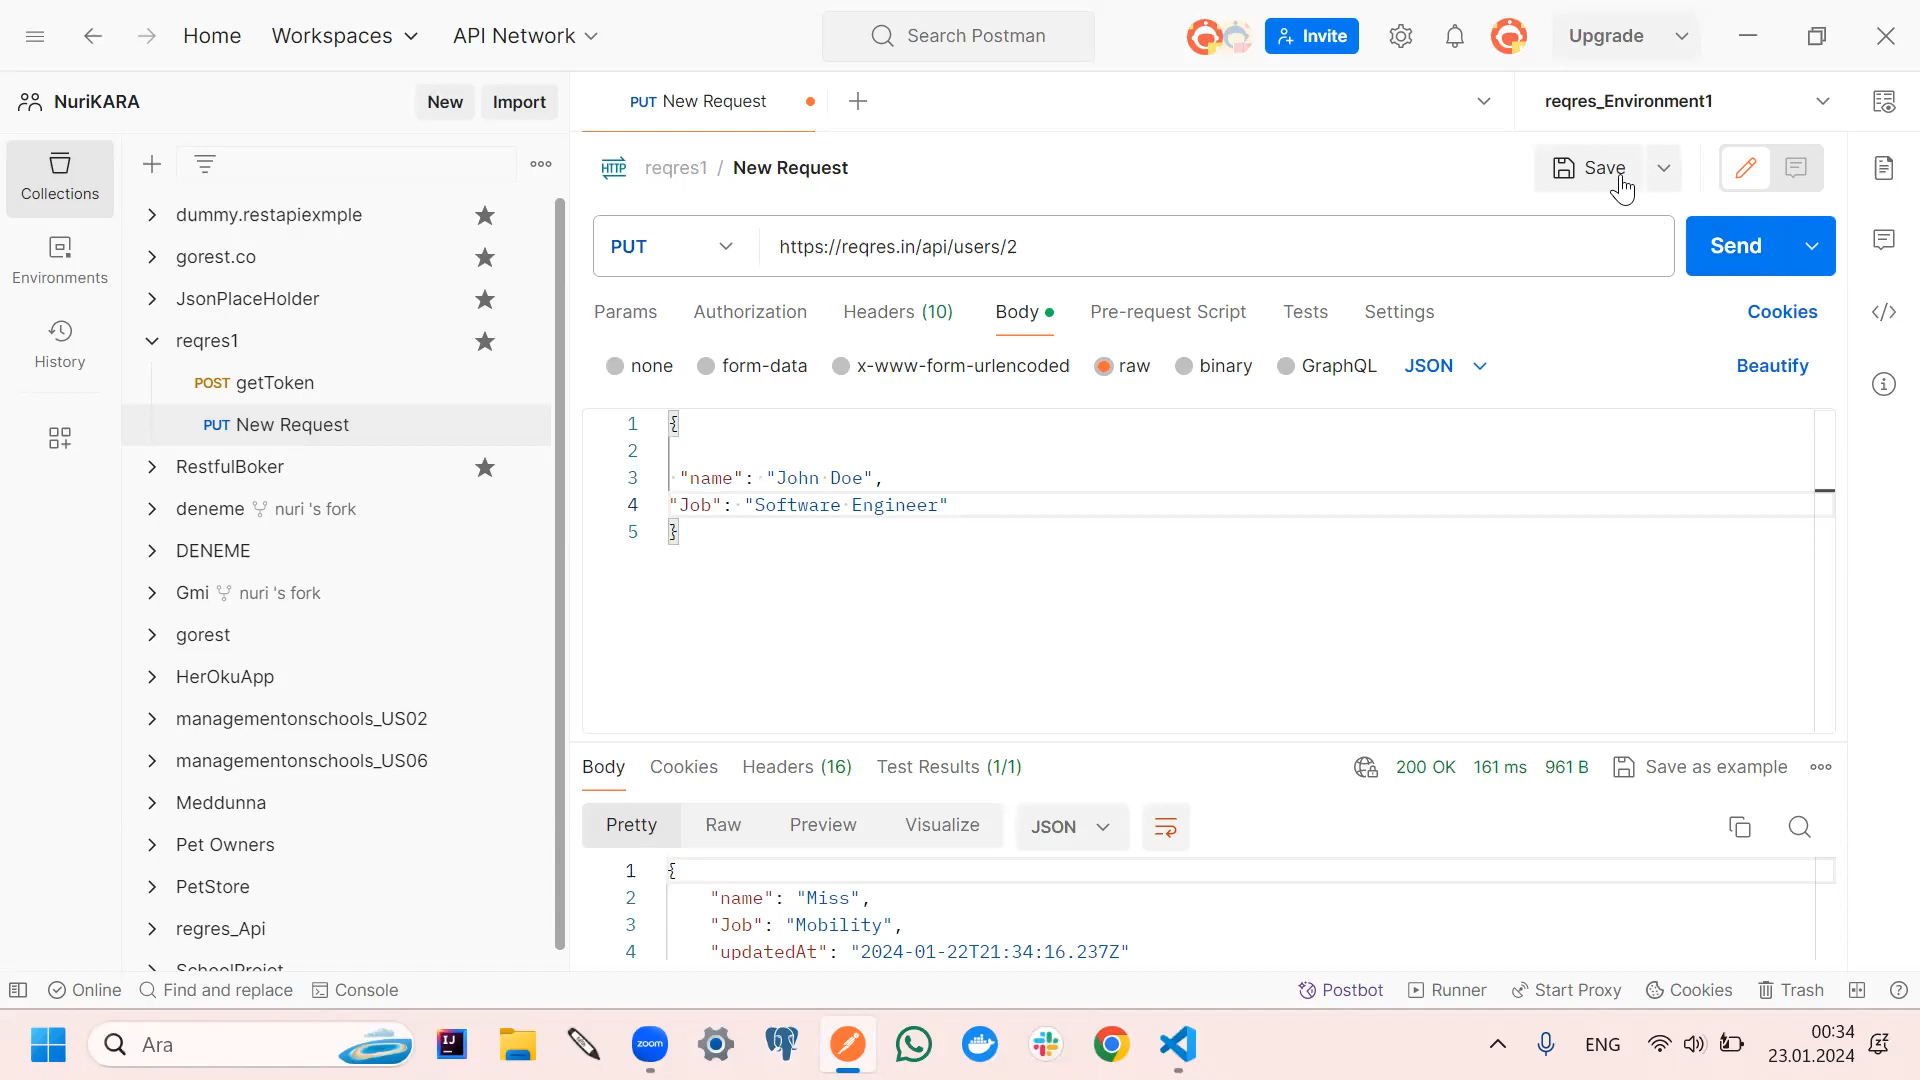 Home
Workspaces
API Network
Search Postman
Invite
Upgrade
NuriKARA
New
Import
PUT New Request
reqres_Environment1
Collections
Environments
History
dummy.restapiexmple
gorest.co
JsonPlaceHolder
reqres1
POST getToken
PUT New Request
RestfulBoker
deneme nuri 's fork
DENEME
Gmi nuri 's fork
gorest
HerOkuApp
managementonschools_US02
managementonschools_US06
Meddunna
Pet Owners
PetStore
regres_Api
SchoolProjet
HTTP reqres1 / New Request
Save
PUT
https://reqres.in/api/users/2
Send
Params Authorization Headers (10) Body Pre-request Script Tests Settings Cookies
none form-data x-www-form-urlencoded raw binary GraphQL JSON Beautify
1 {
2
3 "name": "John Doe",
4 "Job": "Software Engineer"
5 }
Body Cookies Headers (16) Test Results (1/1) 200 OK 161 ms 961 B Save as example
Pretty Raw Preview Visualize JSON
1 {
2 "name": "Miss",
3 "Job": "Mobility",
4 "updatedAt": "2024-01-22T21:34:16.237Z"
Online Find and replace Console Postbot Runner Start Proxy Cookies Trash
Ara
IJ
zoom
ENG
00:34
23.01.2024